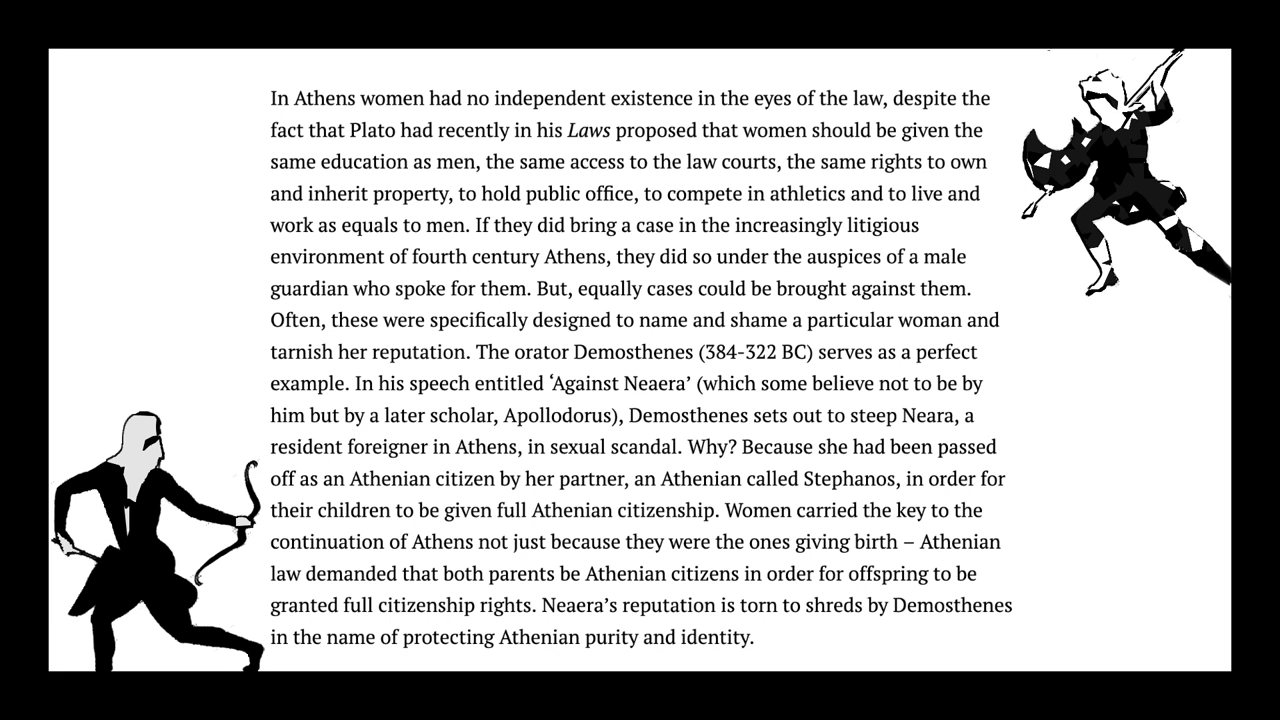 In Athens women had no independent existence in the eyes of the law, despite the
fact that Plato had recently in his Laws proposed that women should be given the
same education as men, the same access to the law courts, the same rights to own
and inherit property, to hold public office, to compete in athletics and to live and
work as equals to men. If they did bring a case in the increasingly litigious
environment of fourth century Athens, they did so under the auspices of a male
guardian who spoke for them. But, equally cases could be brought against them.
Often, these were specifically designed to name and shame a particular woman and
tarnish her reputation. The orator Demosthenes (384-322 BC) serves as a perfect
example. In his speech entitled ‘Against Neaera’ (which some believe not to be by
him but by a later scholar, Apollodorus), Demosthenes sets out to steep Neara, a
resident foreigner in Athens, in sexual scandal. Why? Because she had been passed
off as an Athenian citizen by her partner, an Athenian called Stephanos, in order for
their children to be given full Athenian citizenship. Women carried the key to the
continuation of Athens not just because they were the ones giving birth – Athenian
law demanded that both parents be Athenian citizens in order for offspring to be
granted full citizenship rights. Neaera’s reputation is torn to shreds by Demosthenes
in the name of protecting Athenian purity and identity.